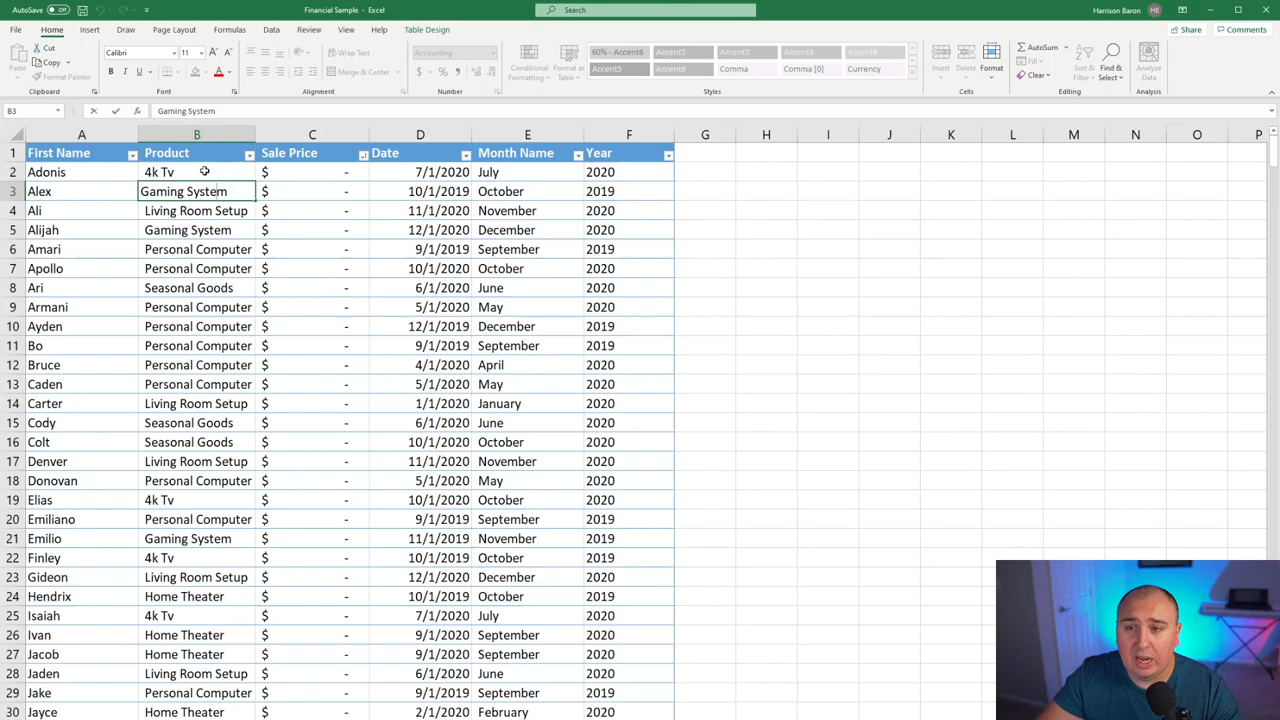 AutoSave Off Financial Sample - Excel Search Harrison Baron HB
File Home Insert Draw Page Layout Formulas Data Review View Help Table Design Share Comments
Paste Cut Copy Format Painter Clipboard
Calibri 11 B I U A Font
Wrap Text Merge & Center Alignment
Accounting $ % Number
Conditional Formatting Format as Table
60% - Accent6 Accent1 Accent2 Accent3 Accent4
Accent5 Accent6 Comma Comma [0] Currency
Styles
Insert Delete Format Cells
AutoSum Fill Clear Sort & Filter Find & Select Editing
Analyze Data Analysis
B3 fx Gaming System
A B C D E F G H I J K L M N O P
1 First Name Product Sale Price Date Month Name Year
2 Adonis 4k Tv $ - 7/1/2020 July 2020
3 Alex Gaming System $ - 10/1/2019 October 2019
4 Ali Living Room Setup $ - 11/1/2020 November 2020
5 Alijah Gaming System $ - 12/1/2020 December 2020
6 Amari Personal Computer $ - 9/1/2019 September 2019
7 Apollo Personal Computer $ - 10/1/2020 October 2020
8 Ari Seasonal Goods $ - 6/1/2020 June 2020
9 Armani Personal Computer $ - 5/1/2020 May 2020
10 Ayden Personal Computer $ - 12/1/2019 December 2019
11 Bo Personal Computer $ - 9/1/2019 September 2019
12 Bruce Personal Computer $ - 4/1/2020 April 2020
13 Caden Personal Computer $ - 5/1/2020 May 2020
14 Carter Living Room Setup $ - 1/1/2020 January 2020
15 Cody Seasonal Goods $ - 6/1/2020 June 2020
16 Colt Seasonal Goods $ - 10/1/2020 October 2020
17 Denver Living Room Setup $ - 11/1/2020 November 2020
18 Donovan Personal Computer $ - 5/1/2020 May 2020
19 Elias 4k Tv $ - 10/1/2020 October 2020
20 Emiliano Personal Computer $ - 9/1/2019 September 2019
21 Emilio Gaming System $ - 11/1/2019 November 2019
22 Finley 4k Tv $ - 10/1/2019 October 2019
23 Gideon Living Room Setup $ - 12/1/2020 December 2020
24 Hendrix Home Theater $ - 10/1/2019 October 2019
25 Isaiah 4k Tv $ - 7/1/2020 July 2020
26 Ivan Home Theater $ - 9/1/2020 September 2020
27 Jacob Home Theater $ - 9/1/2020 September 2020
28 Jaden Living Room Setup $ - 6/1/2020 June 2020
29 Jake Personal Computer $ - 9/1/2019 September 2019
30 Jayce Home Theater $ - 2/1/2020 February 2020